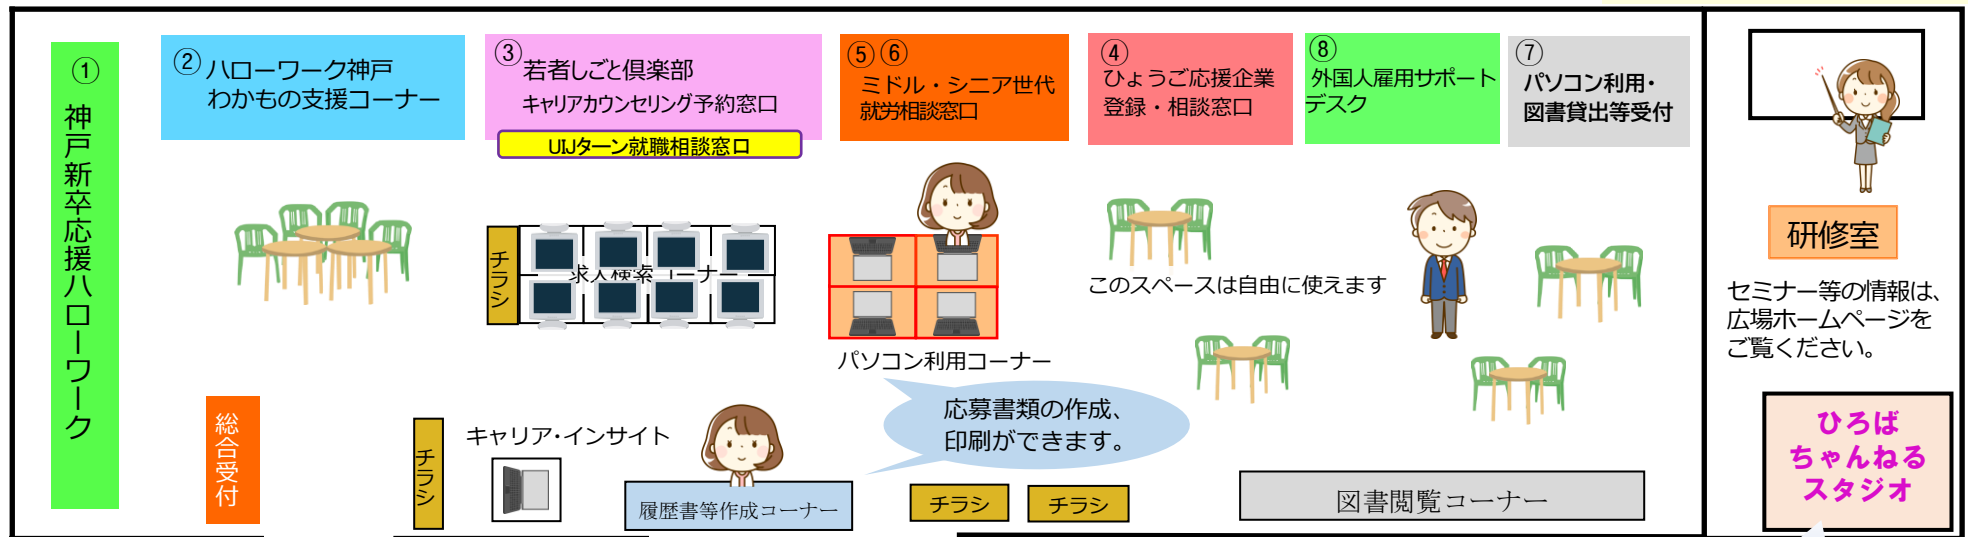 ①
神戸新卒応援ハローワーク
②
ハローワーク神戸
わかもの支援コーナー
③
若者しごと倶楽部
キャリアカウンセリング予約窓口
UIJターン就職相談窓口
⑤⑥
ミドル・シニア世代
就労相談窓口
④
ひょうご応援企業
登録・相談窓口
⑧
外国人雇用サポート
デスク
⑦
パソコン利用・
図書貸出等受付
チラシ
求人検索コーナー
パソコン利用コーナー
このスペースは自由に使えます
研修室
セミナー等の情報は、
広場ホームページを
ご覧ください。
総合受付
チラシ
キャリア・インサイト
履歴書等作成コーナー
応募書類の作成、
印刷ができます。
チラシ
チラシ
図書閲覧コーナー
ひろば
ちゃんねる
スタジオ